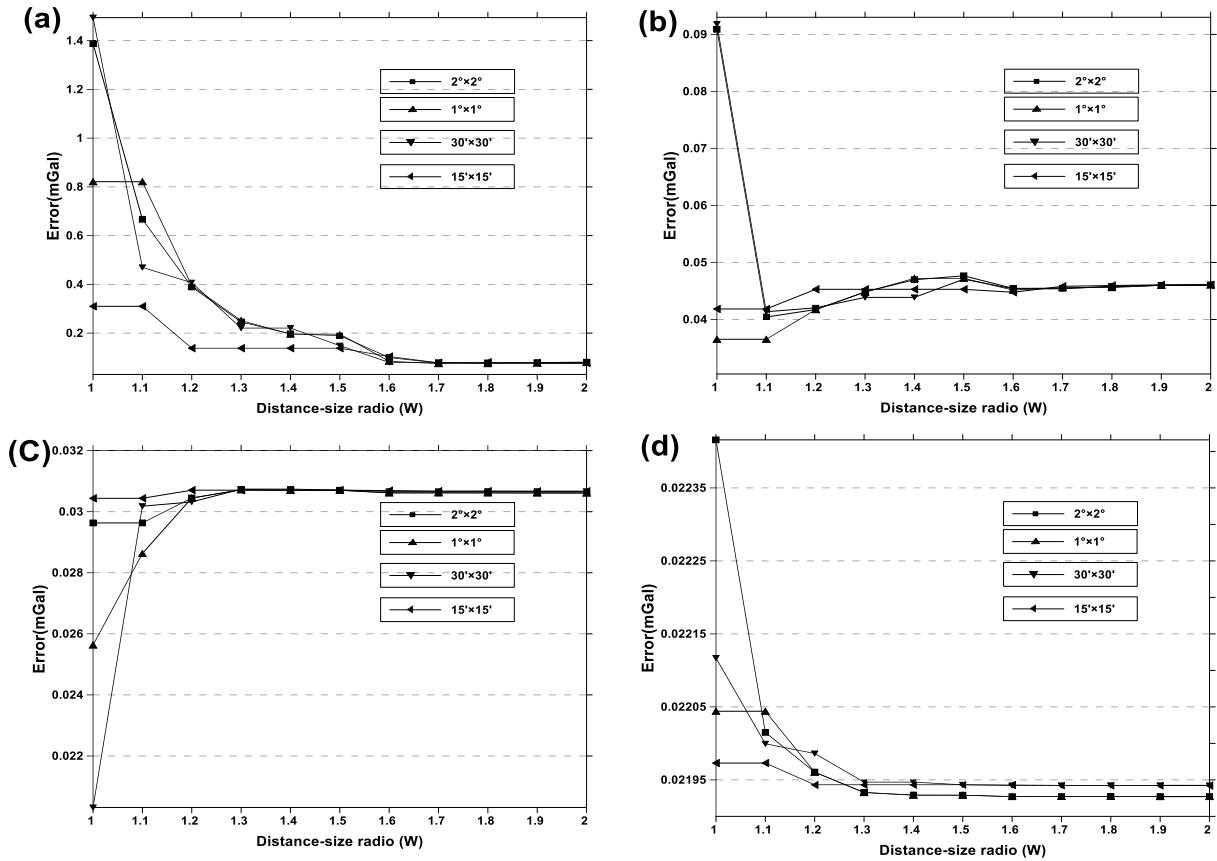 (a)
1.4
1.2
1
0.8
0.6
0.4
0.2
Error(mGal)
2°×2°
1°×1°
30'×30'
15'×15'
1 1.1 1.2 1.3 1.4 1.5 1.6 1.7 1.8 1.9 2
Distance-size radio (W)
(b)
0.09
0.08
0.07
0.06
0.05
0.04
Error(mGal)
2°×2°
1°×1°
30'×30'
15'×15'
1 1.1 1.2 1.3 1.4 1.5 1.6 1.7 1.8 1.9 2
Distance-size radio (W)
(C)
0.032
0.03
0.028
0.026
0.024
0.022
Error(mGal)
2°×2°
1°×1°
30'×30'
15'×15'
1 1.1 1.2 1.3 1.4 1.5 1.6 1.7 1.8 1.9 2
Distance-size radio (W)
(d)
0.02235
0.02225
0.02215
0.02205
0.02195
Error(mGal)
2°×2°
1°×1°
30'×30'
15'×15'
1 1.1 1.2 1.3 1.4 1.5 1.6 1.7 1.8 1.9 2
Distance-size radio (W)